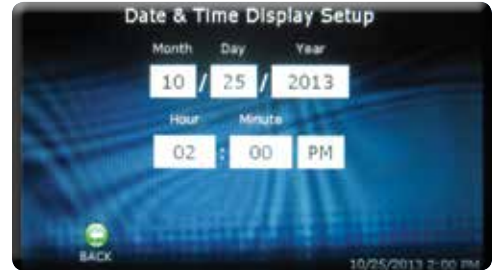 Date & Time Display Setup
Month Day Year
10 / 25 / 2013
Hour Minute
02 : 00 PM
BACK
10/25/2013 2:00 PM